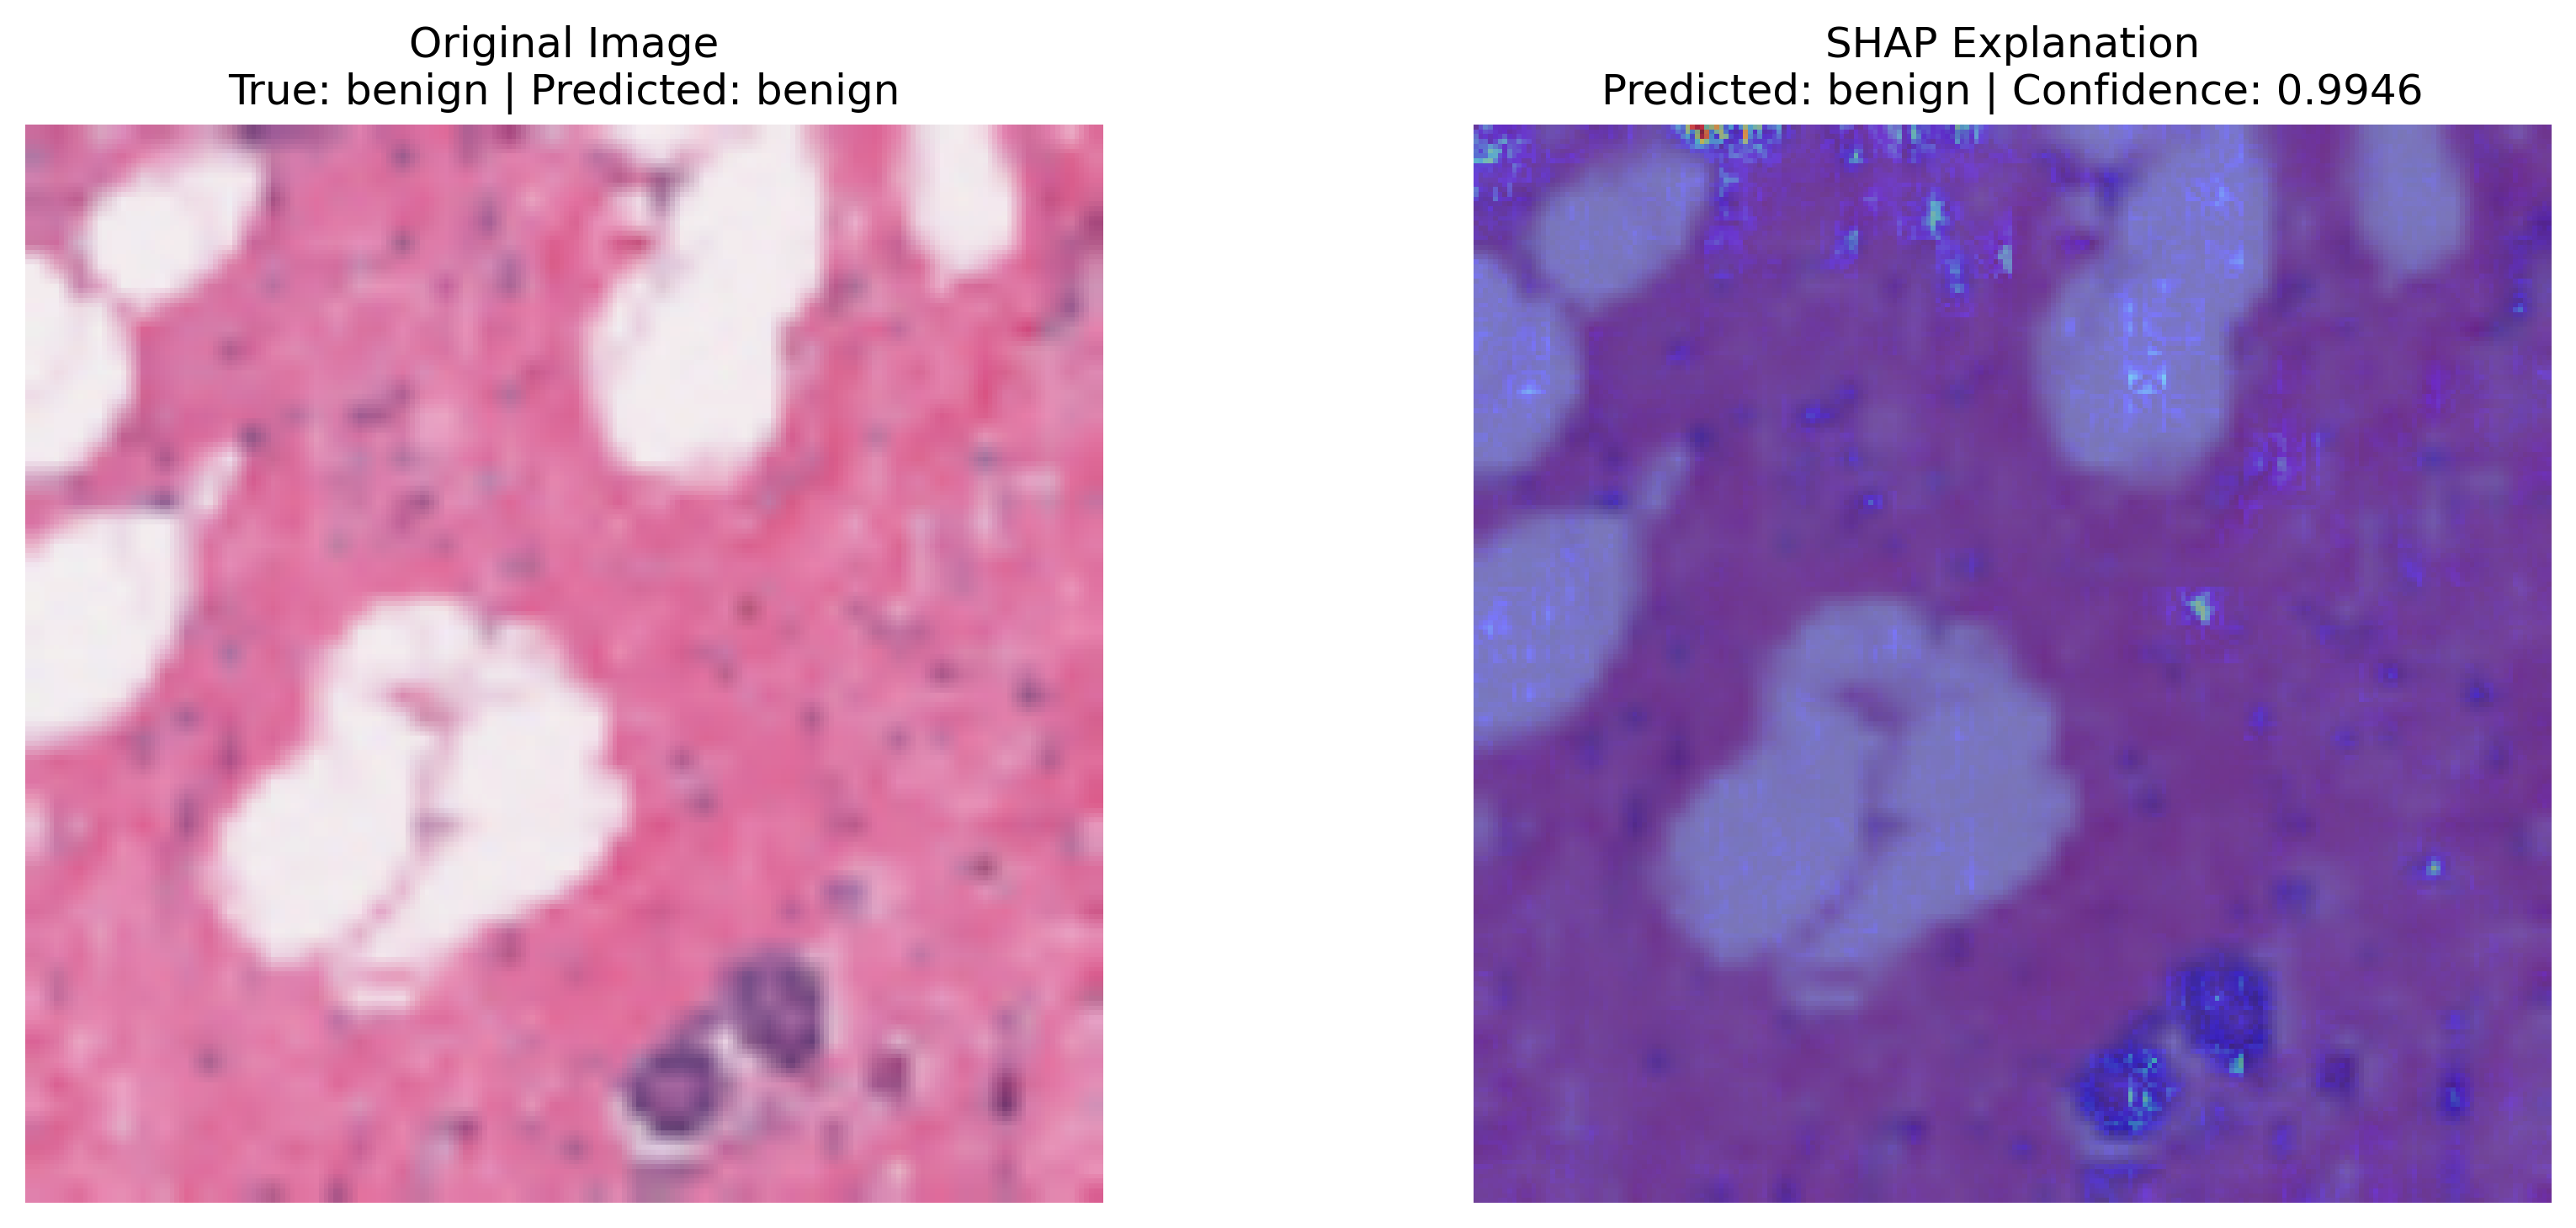 Original Image
True: benign | Predicted: benign
SHAP Explanation
Predicted: benign | Confidence: 0.9946